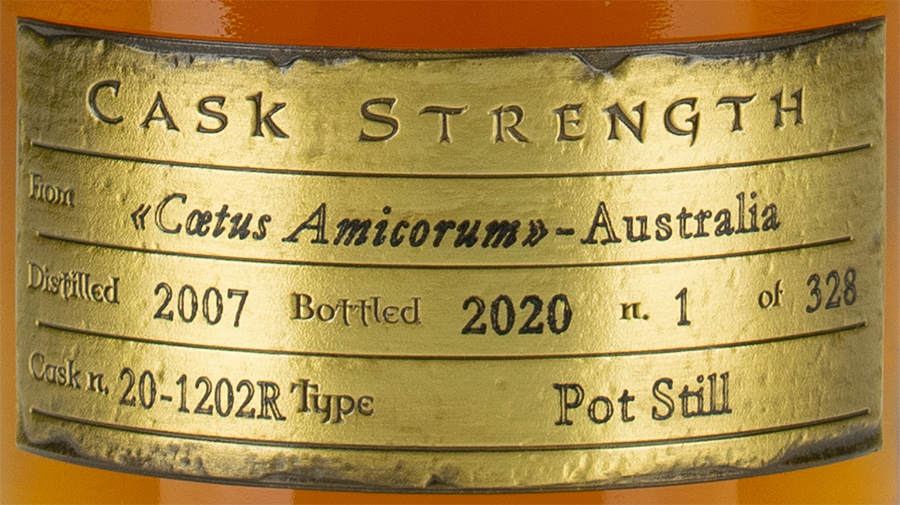 Cask Strength
From «Cœtus Amicorum»-Australia
Distilled 2007 Bottled 2020 n. 1 of 328
Cask n. 20-1202R Type Pot Still